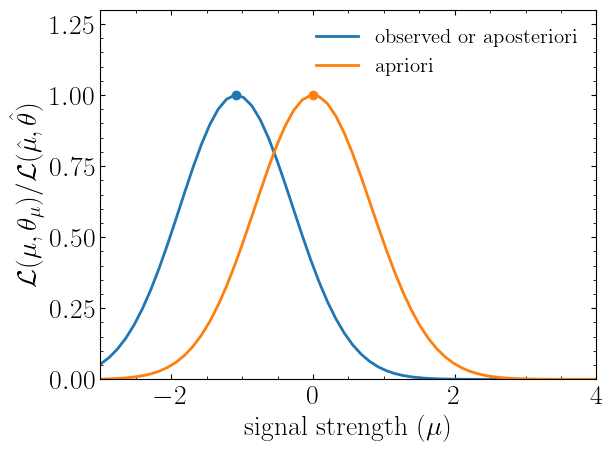 observed or aposteriori
apriori
1.25
1.00
0.75
0.50
0.25
0.00
ℒ(μ, θ_μ)/ℒ(μ̂, θ̂)
−2
0
2
4
signal strength (μ)